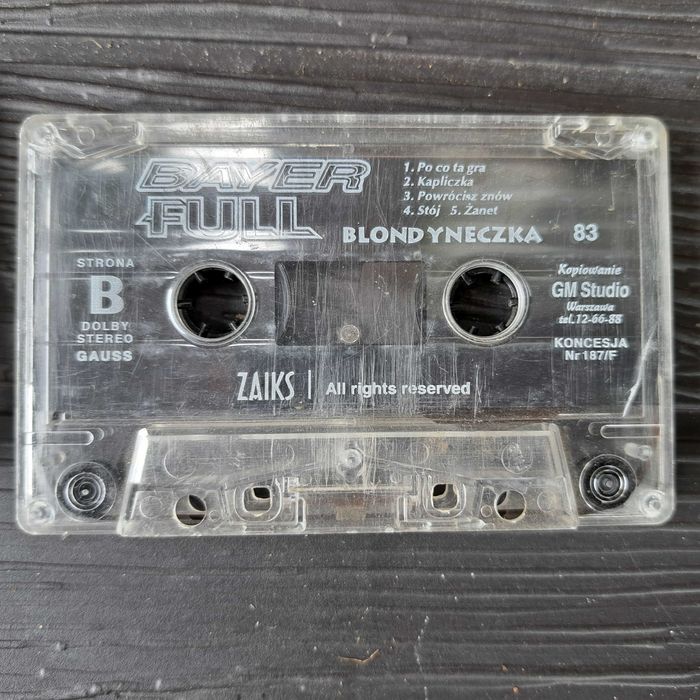 BAYER
FULL
1. Po co ta gra
2. Kapliczka
3. Powrócisz znów
4. Stój 5. Żanet
BLONDYNECZKA 83
STRONA
B
DOLBY
STEREO
GAUSS
Kopiowanie
GM Studio
Warszawa
tel. 12-66-88
KONCESJA
Nr 187/F
ZAIKS | All rights reserved